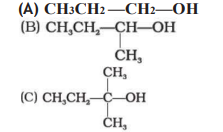 (A) CH3CH2—CH2—OH
(B) CH₃CH₂—CH—OH
CH₃
CH₃
(C) CH₃CH₂—C—OH
CH₃